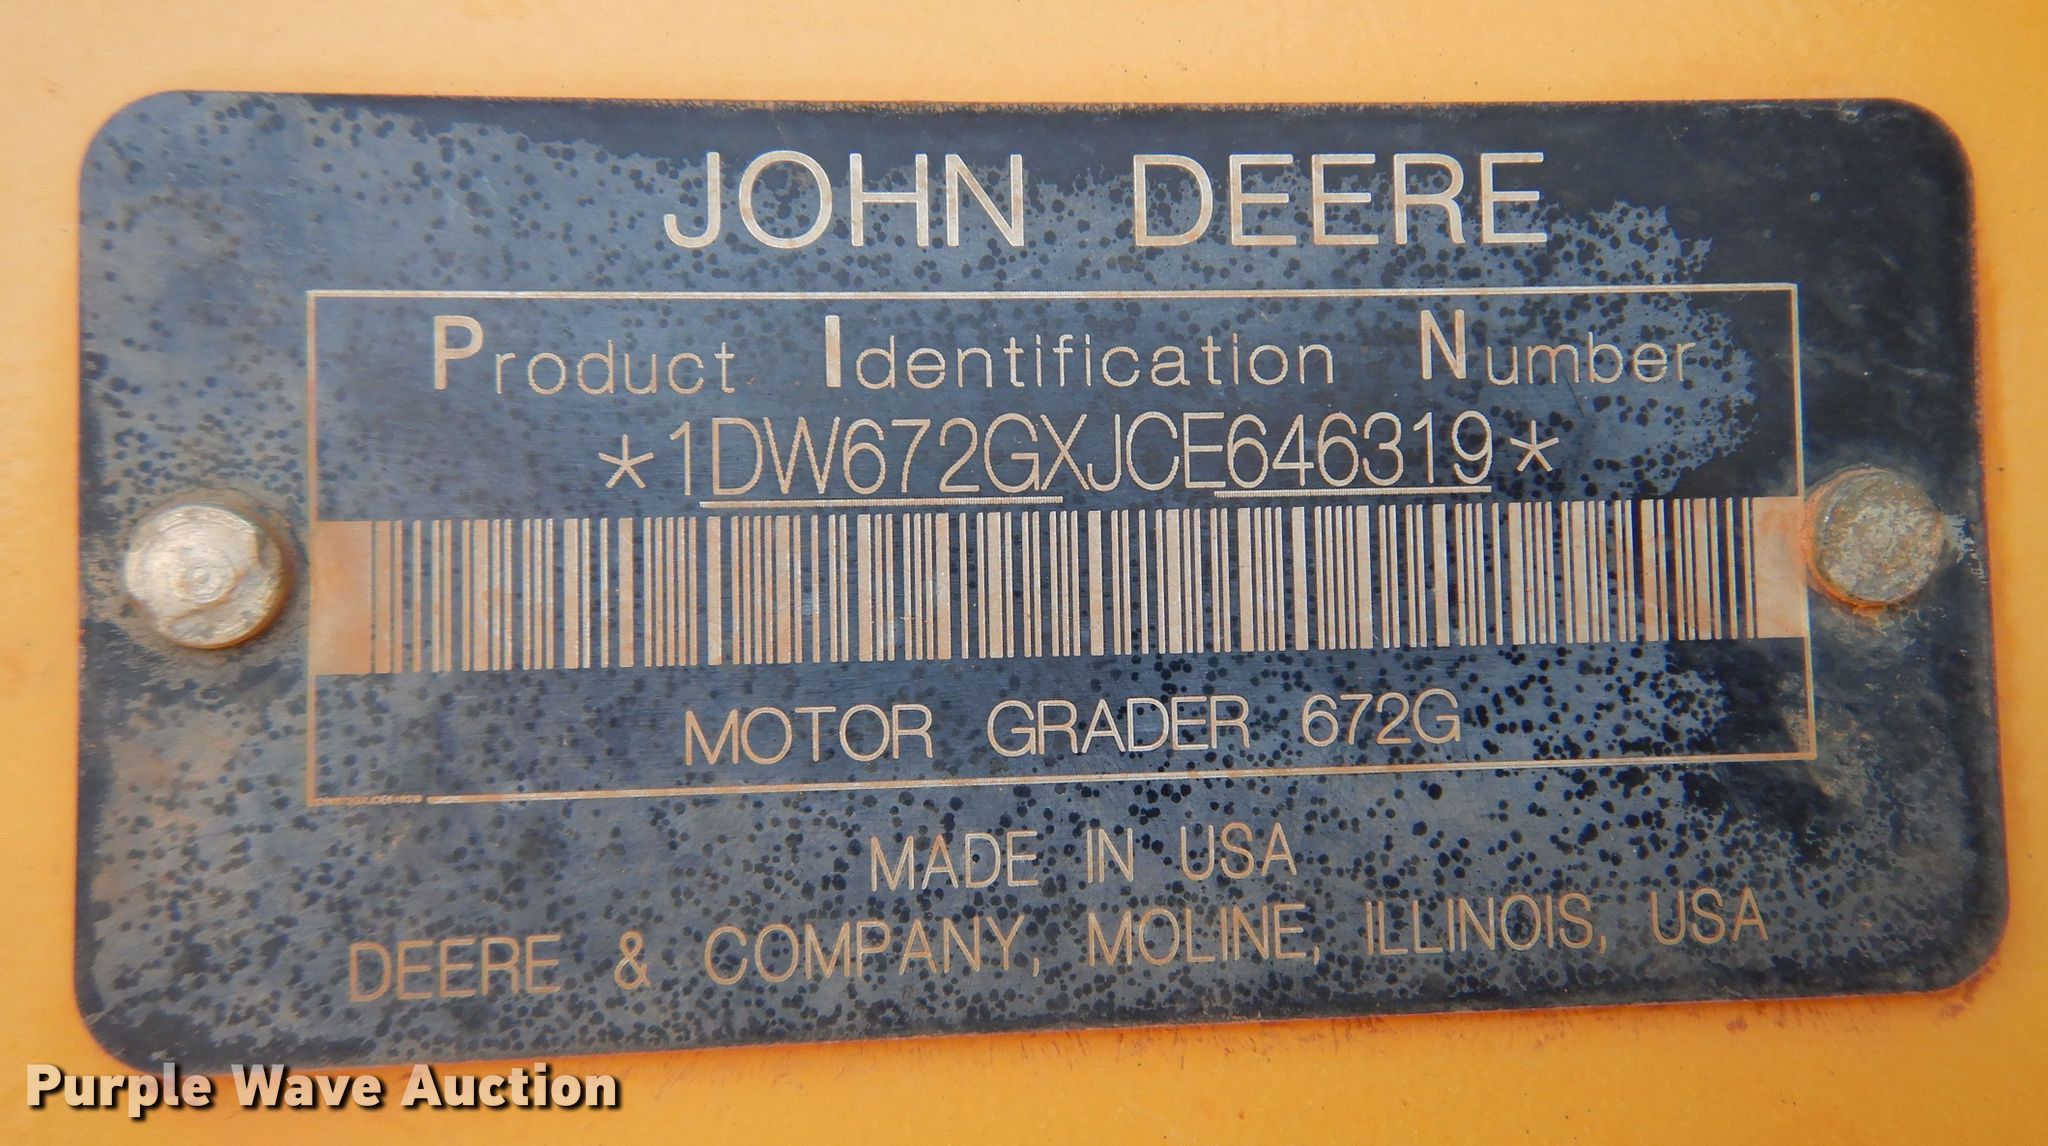 JOHN DEERE
Product Identification Number
*1DW672GXJCE646319*
MOTOR GRADER 672G
MADE IN USA
DEERE & COMPANY, MOLINE, ILLINOIS, USA
Purple Wave Auction